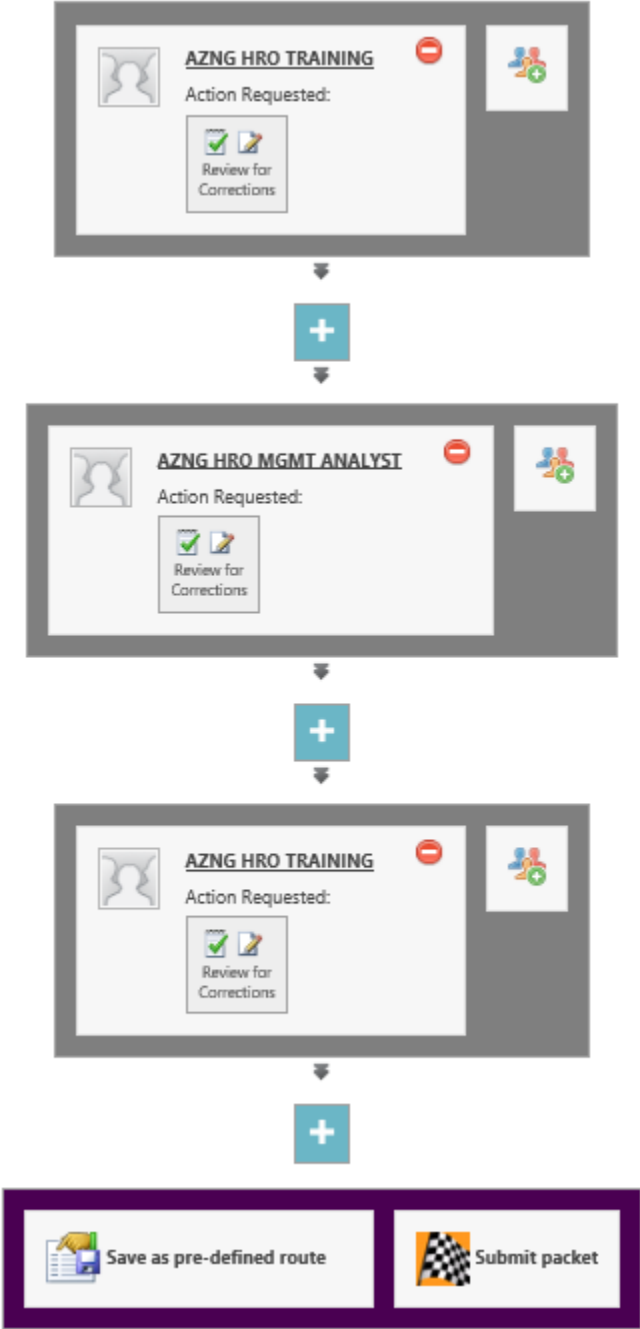 AZNG HRO TRAINING
Action Requested:
Review for
Corrections
AZNG HRO MGMT ANALYST
Action Requested:
Review for
Corrections
AZNG HRO TRAINING
Action Requested:
Review for
Corrections
Save as pre-defined route
Submit packet